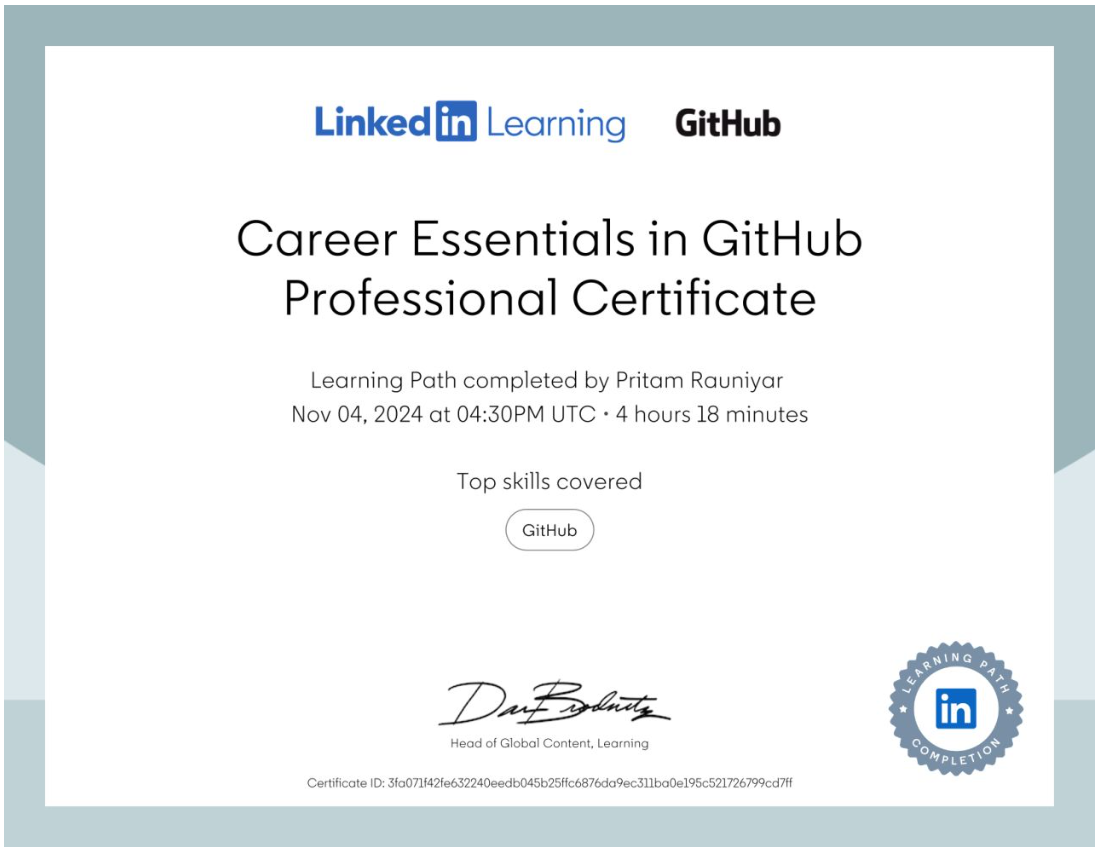 Linked in Learning GitHub
Career Essentials in GitHub
Professional Certificate
Learning Path completed by Pritam Rauniyar
Nov 04, 2024 at 04:30PM UTC • 4 hours 18 minutes
Top skills covered
GitHub
Dan Brodnitz
Head of Global Content, Learning
Certificate ID: 3fa071f42fe632240eedb045b25ffc6876da9ec311ba0e195c521726799cd7ff
LEARNING PATH
in
COMPLETION